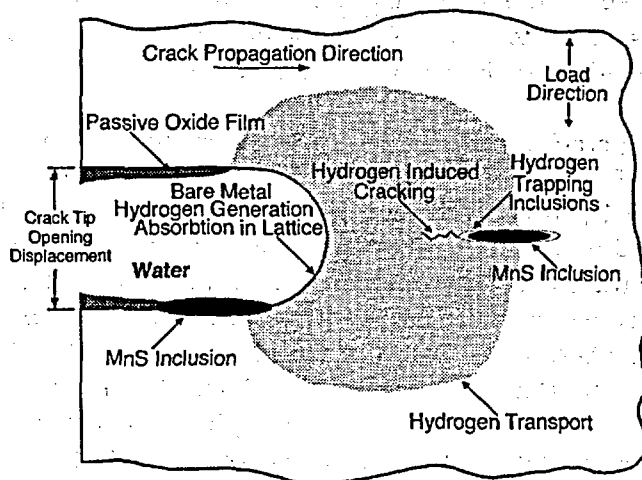 Crack Propagation Direction
Load
Direction
Passive Oxide Film
Hydrogen Induced
Cracking
Hydrogen
Trapping
Inclusions
Bare Metal
Hydrogen Generation
Absorbtion in Lattice
Crack Tip
Opening
Displacement
Water
MnS Inclusion
MnS Inclusion
Hydrogen Transport